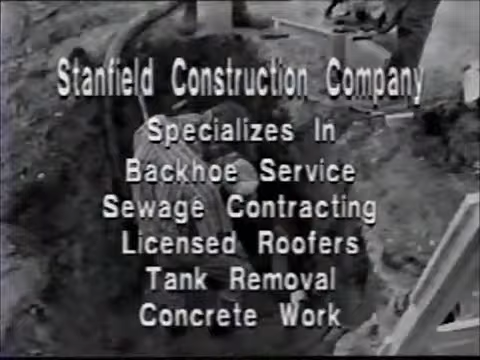 Stanfield Construction Company
Specializes In
Backhoe Service
Sewage Contracting
Licensed Roofers
Tank Removal
Concrete Work